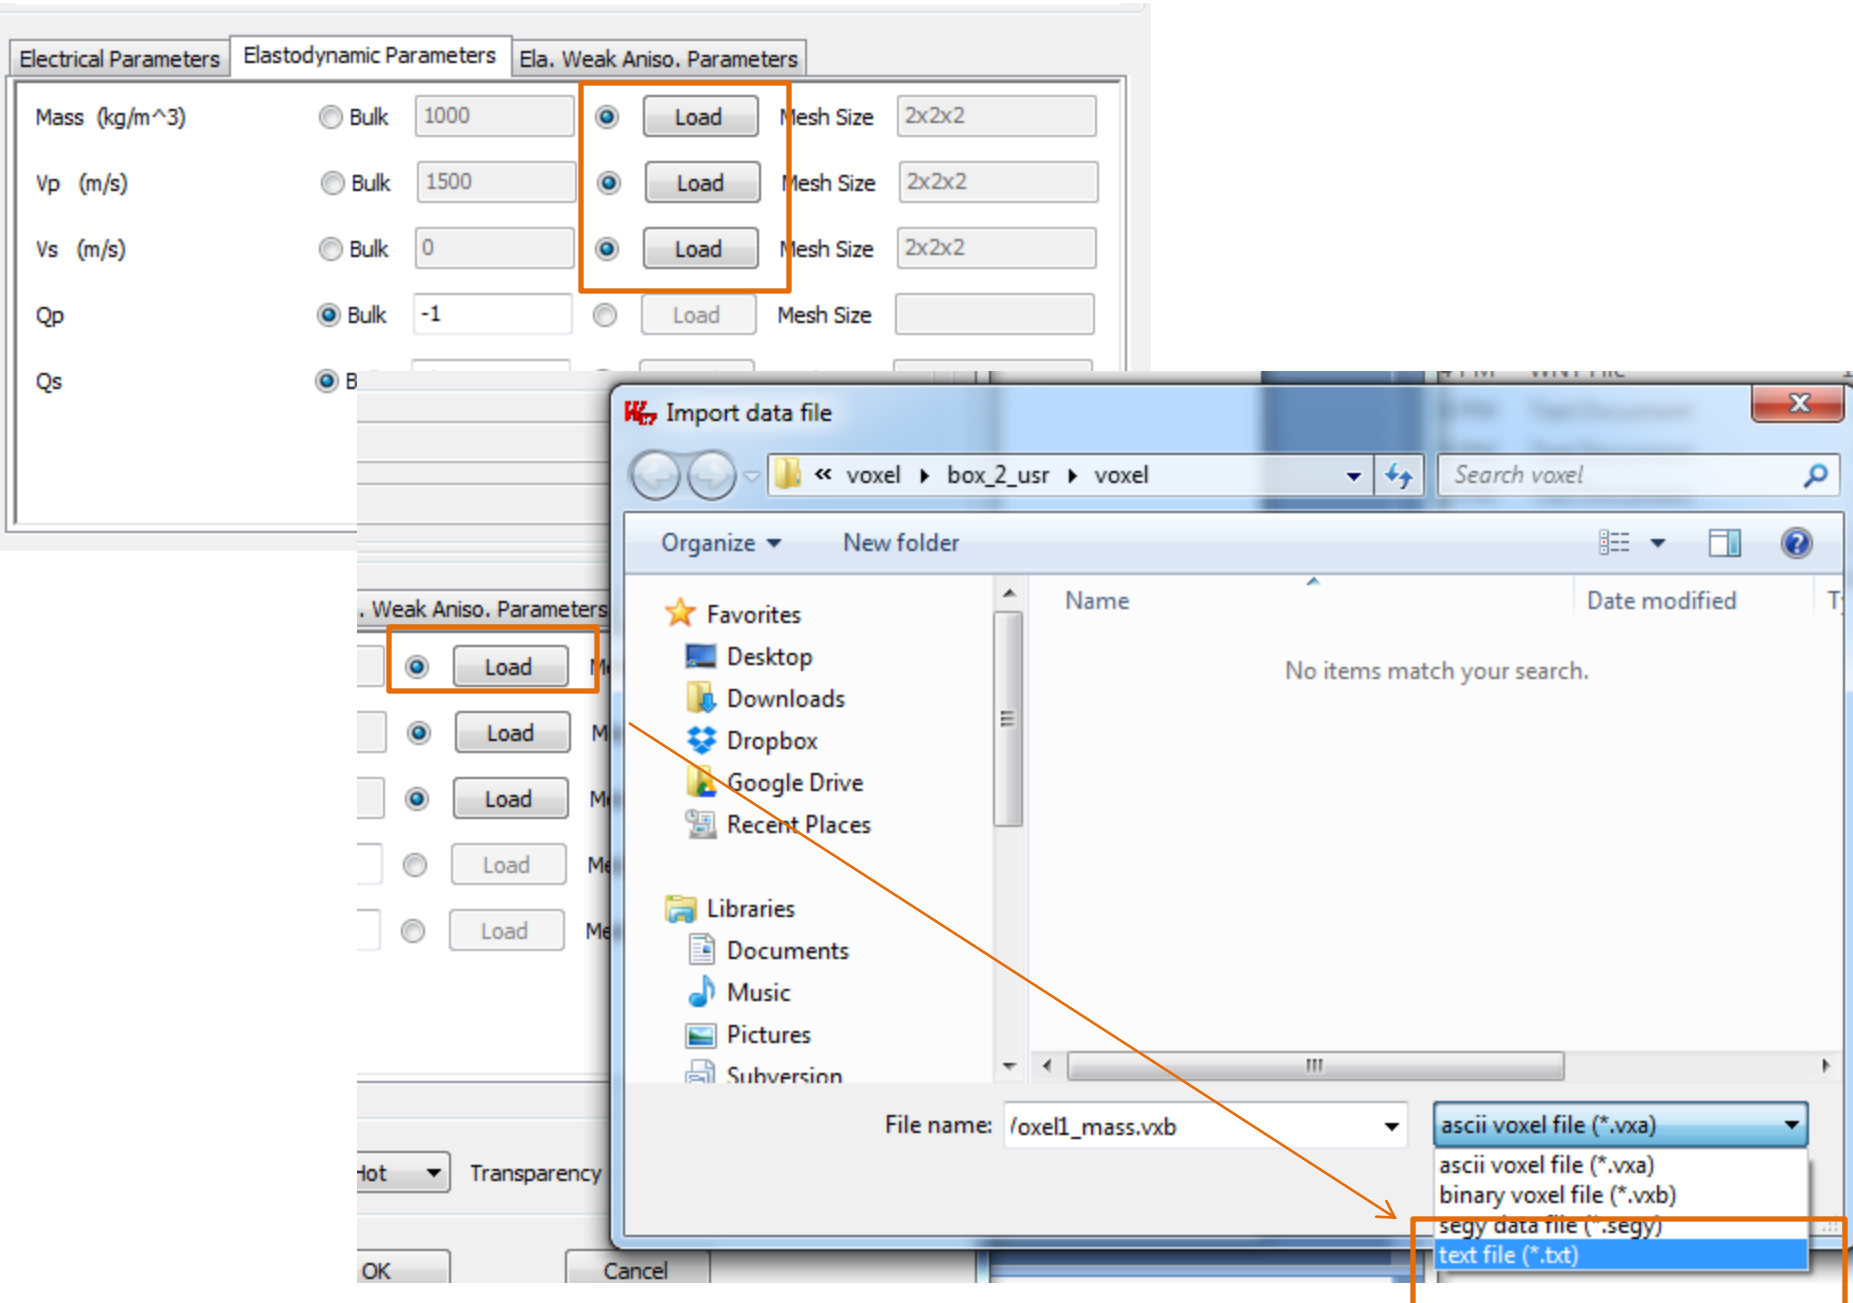 Electrical Parameters Elastodynamic Parameters Ela. Weak Aniso. Parameters
Mass (kg/m^3) Bulk 1000 Load Mesh Size 2x2x2
Vp (m/s) Bulk 1500 Load Mesh Size 2x2x2
Vs (m/s) Bulk 0 Load Mesh Size 2x2x2
Qp Bulk -1 Load Mesh Size
Qs B
Import data file
« voxel box_2_usr voxel
Search voxel
Organize New folder
Name Date modified
. Weak Aniso. Parameters
Load
Load
Load
Load
Load
Favorites
Desktop
Downloads
Dropbox
Google Drive
Recent Places
Libraries
Documents
Music
Pictures
Subversion
No items match your search.
File name: /oxel1_mass.vxb
ascii voxel file (*.vxa)
ascii voxel file (*.vxa)
binary voxel file (*.vxb)
segy data file (*.segy)
text file (*.txt)
Hot Transparency
OK Cancel